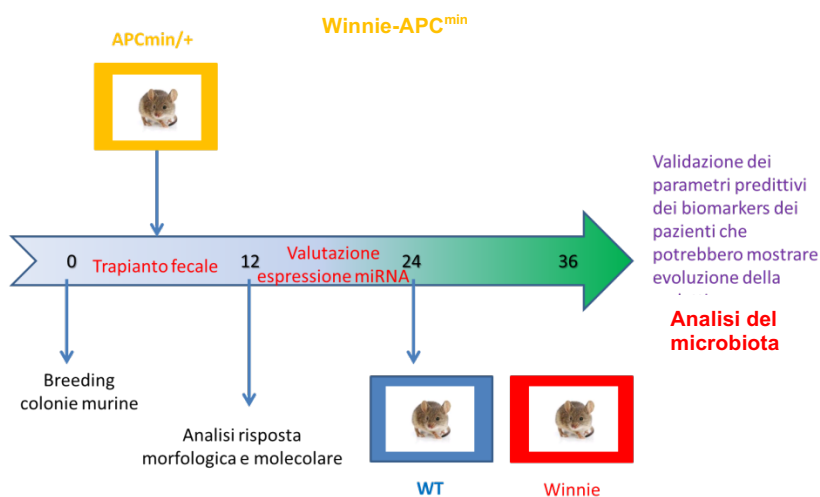 Winnie-APCmin
APCmin/+
Validazione dei
parametri predittivi
dei biomarkers dei
pazienti che
potrebbero mostrare
evoluzione della
0
Trapianto fecale
12
Valutazione
espressione miRNA
24
36
Analisi del
microbiota
Breeding
colonie murine
Analisi risposta
morfologica e molecolare
WT
Winnie